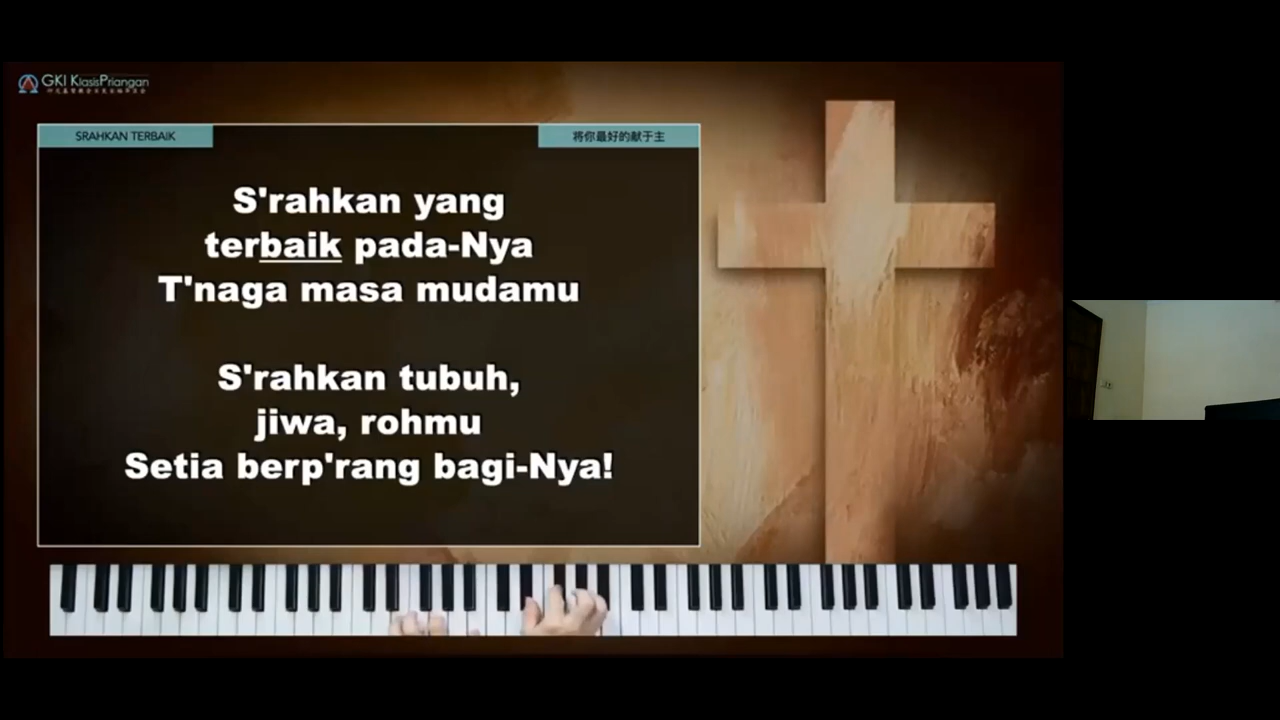 GKI KlasisPriangan
SRAHKAN TERBAIK
将你最好的献于主
S'rahkan yang
terbaik pada-Nya
T'naga masa mudamu
S'rahkan tubuh,
jiwa, rohmu
Setia berp'rang bagi-Nya!